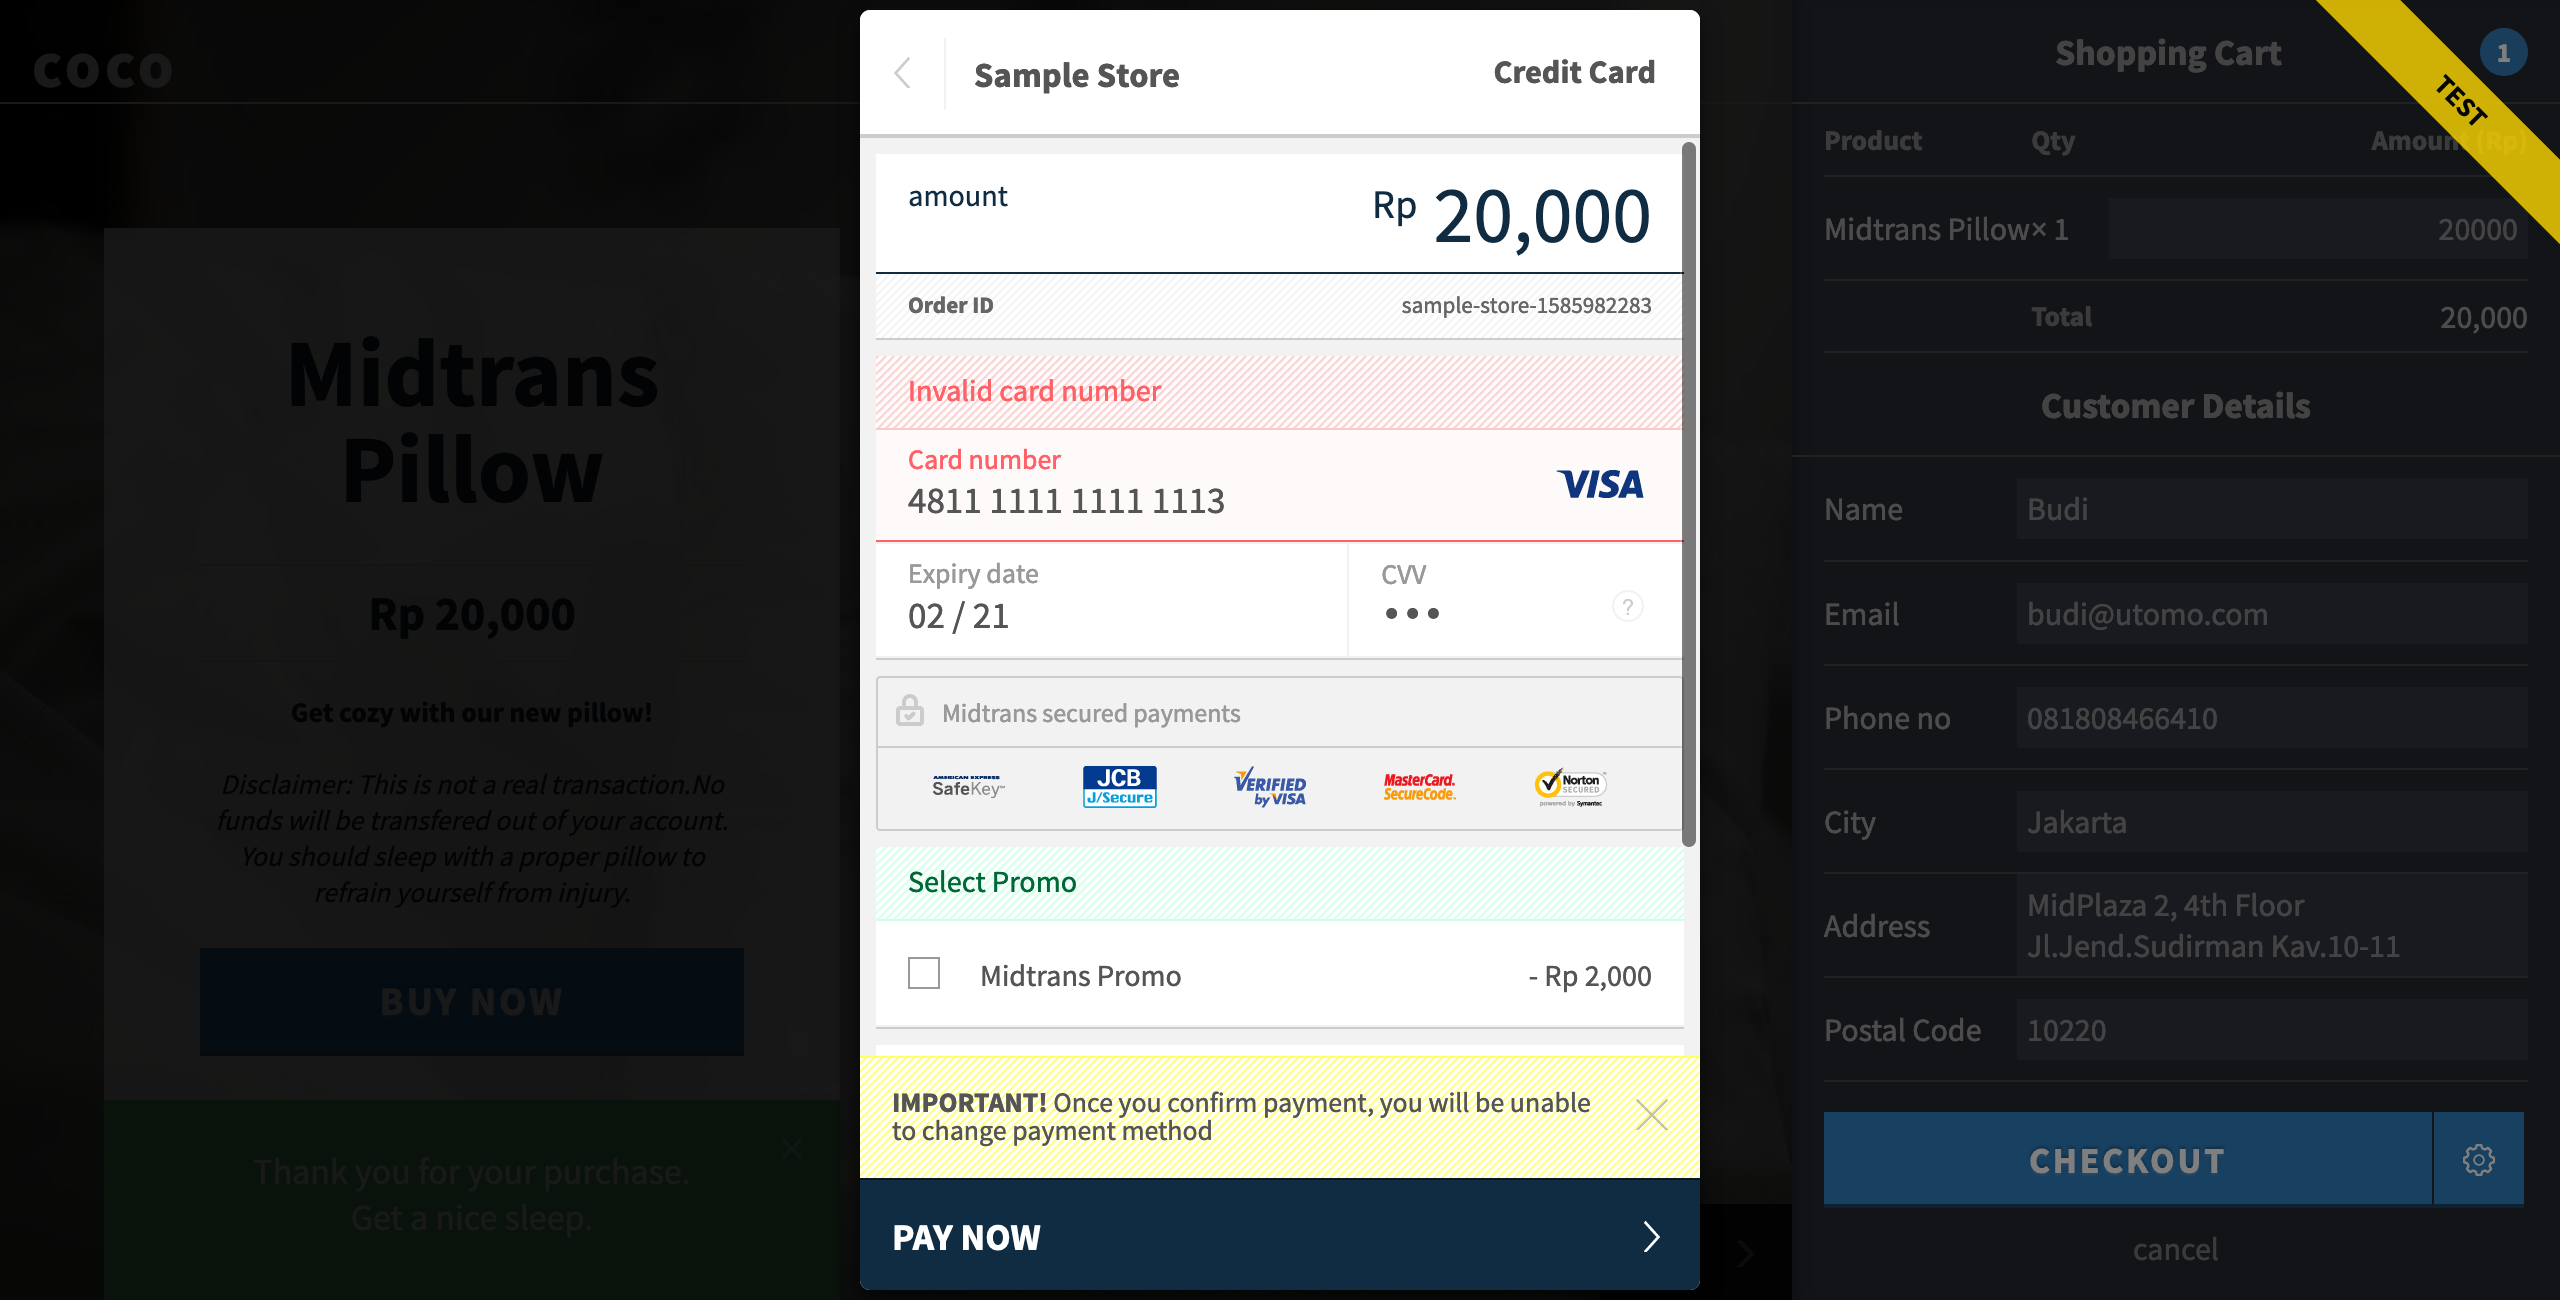 COCO
Midtrans
Pillow
Rp 20,000
Get cozy with our new pillow!
Disclaimer: This is not a real transaction.No
funds will be transfered out of your account.
You should sleep with a proper pillow to
refrain yourself from injury.
BUY NOW
Thank you for your purchase.
Get a nice sleep.
Sample Store
Credit Card
amount
Rp 20,000
Order ID
sample-store-1585982283
Invalid card number
Card number
4811 1111 1111 1113
VISA
Expiry date
02 / 21
CVV
?
Midtrans secured payments
AMERICAN EXPRESS
SafeKey
JCB
J/Secure
VERIFIED
by VISA
MasterCard.
SecureCode.
Norton
SECURED
powered by Symantec
Select Promo
Midtrans Promo
- Rp 2,000
IMPORTANT! Once you confirm payment, you will be unable
to change payment method
PAY NOW
Shopping Cart
1
TEST
Product Qty Amount (Rp)
Midtrans Pillow× 1 20000
Total 20,000
Customer Details
Name Budi
Email budi@utomo.com
Phone no 081808466410
City Jakarta
Address MidPlaza 2, 4th Floor
Jl.Jend.Sudirman Kav.10-11
Postal Code 10220
CHECKOUT
cancel